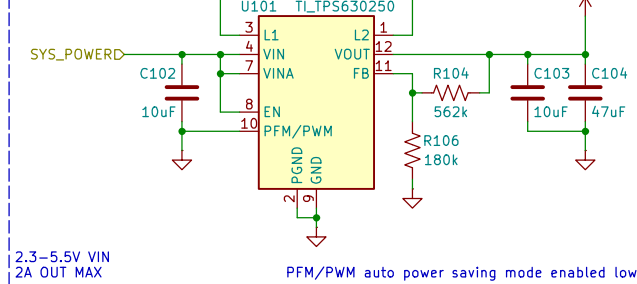 U101 TI_TPS630250
3 L1 L2 1
SYS_POWER 4 VIN VOUT 12
C102 7 VINA FB 11 R104 C103 C104
10uF 8 EN 562k 10uF 47uF
10 PFM/PWM R106
180k
PGND GND
2 9
2.3-5.5V VIN
2A OUT MAX PFM/PWM auto power saving mode enabled low